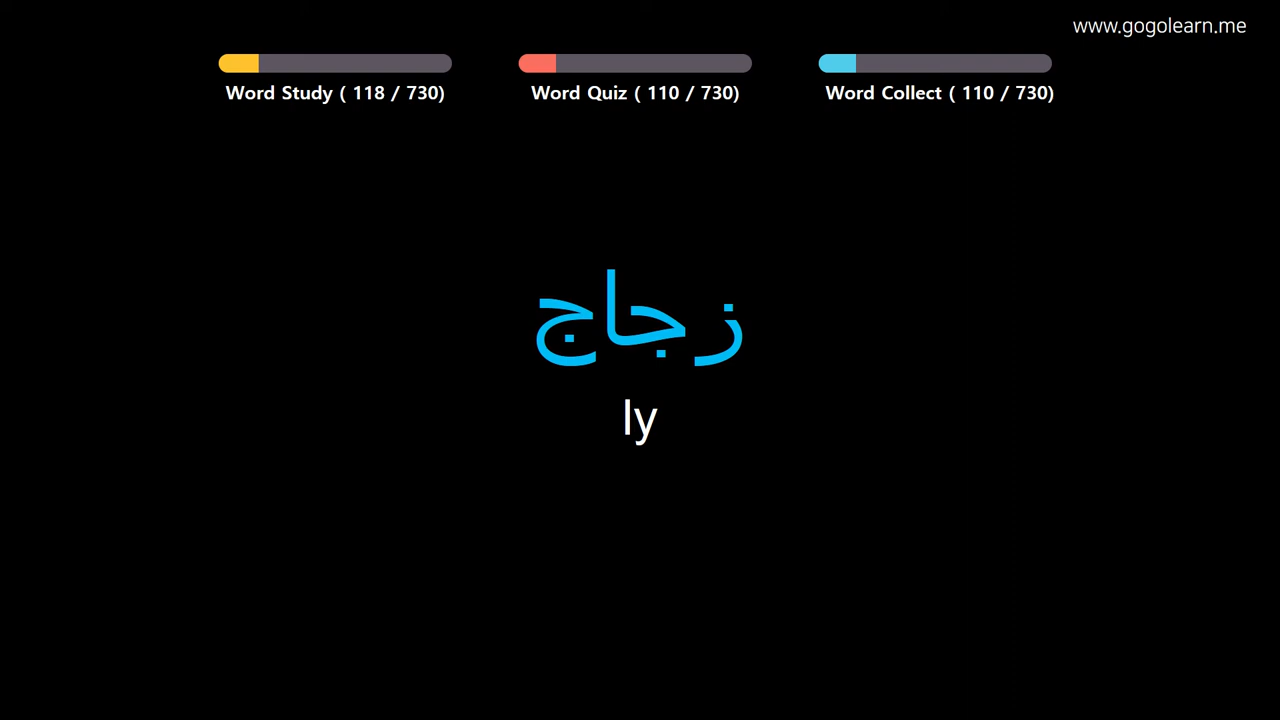 www.gogolearn.me
Word Study ( 118 / 730)
Word Quiz ( 110 / 730)
Word Collect ( 110 / 730)
زجاج
ly